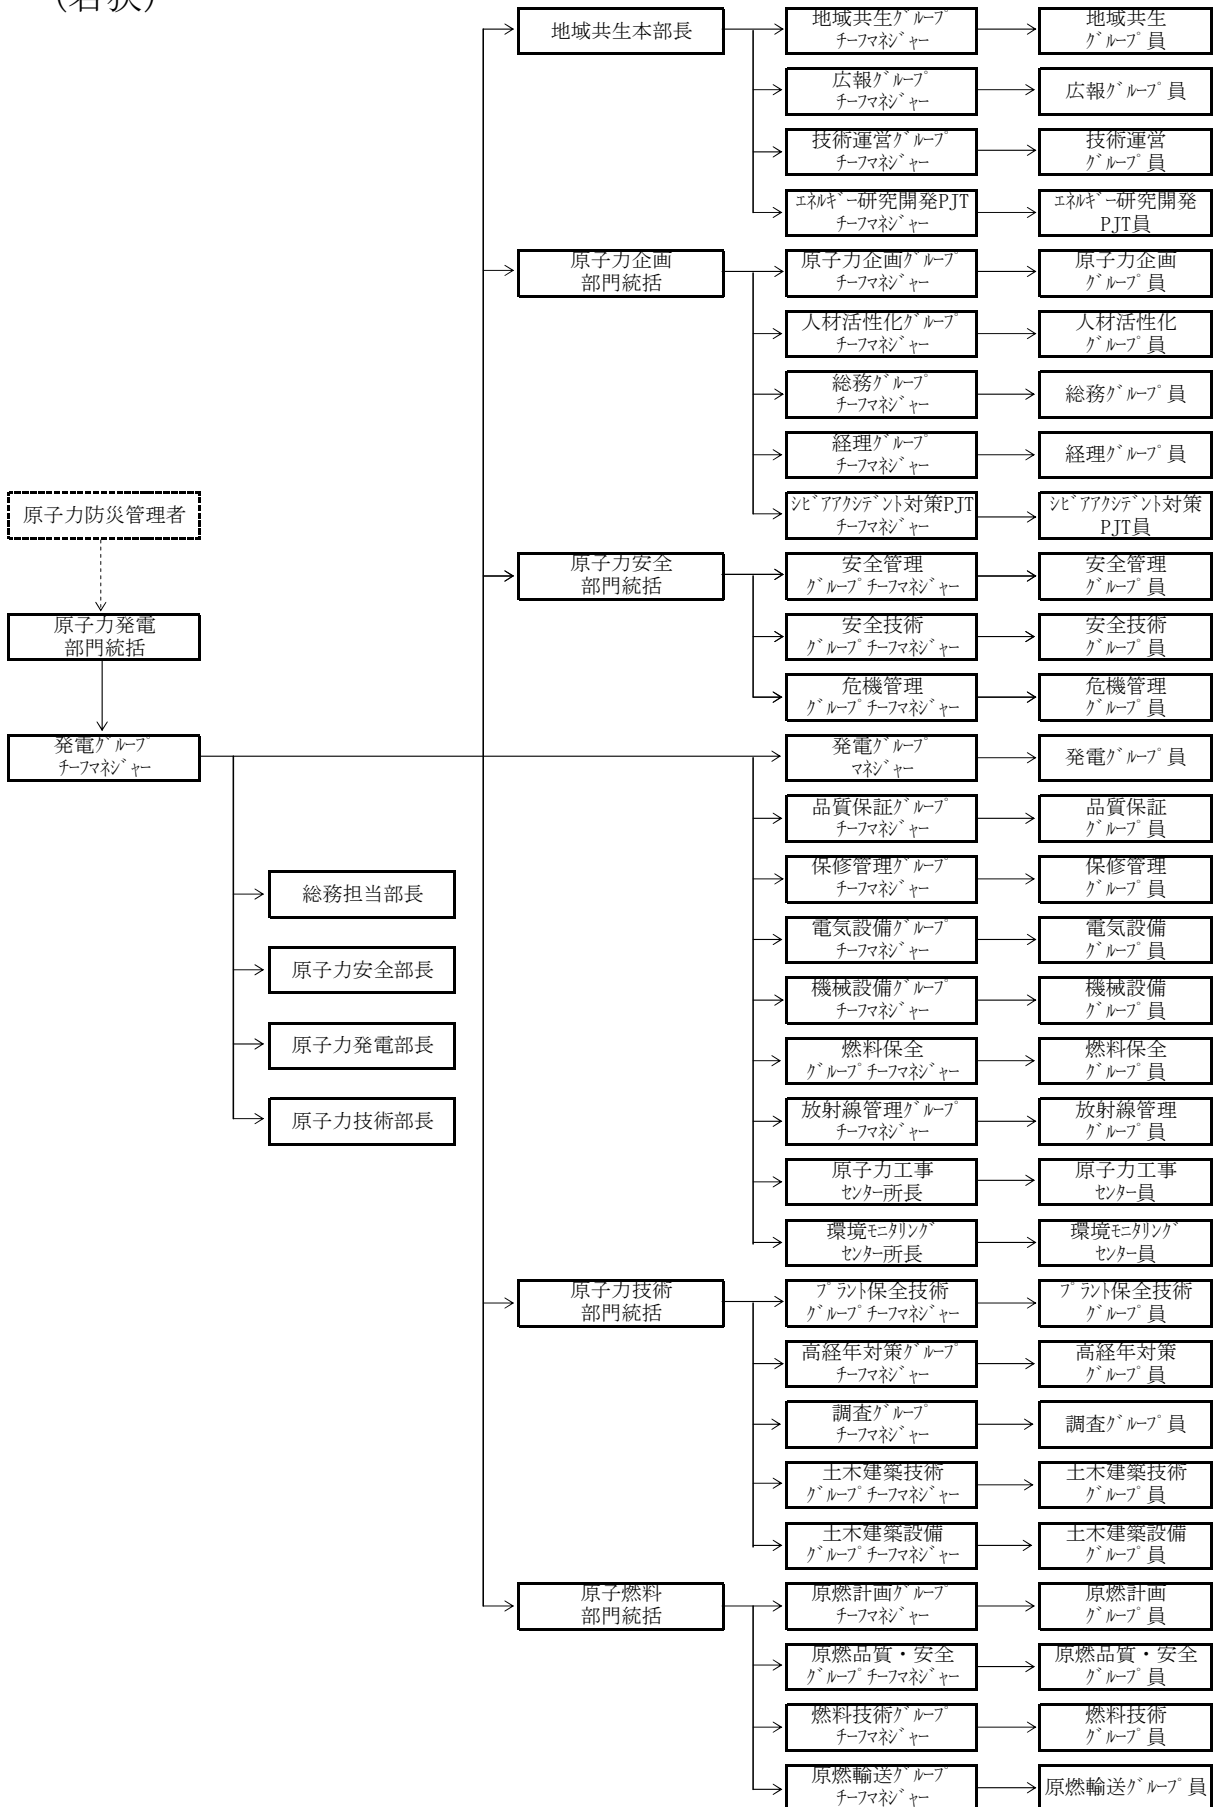 (若狭)
地域共生本部長
地域共生グループ
チーフマネジャー
地域共生
グループ員
広報グループ
チーフマネジャー
広報グループ員
技術運営グループ
チーフマネジャー
技術運営
グループ員
エネルギー研究開発PJT
チーフマネジャー
エネルギー研究開発
PJT員
原子力企画
部門統括
原子力企画グループ
チーフマネジャー
原子力企画
グループ員
人材活性化グループ
チーフマネジャー
人材活性化
グループ員
総務グループ
チーフマネジャー
総務グループ員
経理グループ
チーフマネジャー
経理グループ員
シビアアクシデント対策PJT
チーフマネジャー
シビアアクシデント対策
PJT員
原子力防災管理者
原子力発電
部門統括
発電グループ
チーフマネジャー
原子力安全
部門統括
安全管理
グループチーフマネジャー
安全管理
グループ員
安全技術
グループチーフマネジャー
安全技術
グループ員
危機管理
グループチーフマネジャー
危機管理
グループ員
発電グループ
マネジャー
発電グループ員
品質保証グループ
チーフマネジャー
品質保証
グループ員
保修管理グループ
チーフマネジャー
保修管理
グループ員
電気設備グループ
チーフマネジャー
電気設備
グループ員
機械設備グループ
チーフマネジャー
機械設備
グループ員
燃料保全
グループチーフマネジャー
燃料保全
グループ員
放射線管理グループ
チーフマネジャー
放射線管理
グループ員
原子力工事
センター所長
原子力工事
センター員
環境モニタリング
センター所長
環境モニタリング
センター員
総務担当部長
原子力安全部長
原子力発電部長
原子力技術部長
原子力技術
部門統括
プラント保全技術
グループチーフマネジャー
プラント保全技術
グループ員
高経年対策グループ
チーフマネジャー
高経年対策
グループ員
調査グループ
チーフマネジャー
調査グループ員
土木建築技術
グループチーフマネジャー
土木建築技術
グループ員
土木建築設備
グループチーフマネジャー
土木建築設備
グループ員
原子燃料
部門統括
原燃計画グループ
チーフマネジャー
原燃計画
グループ員
原燃品質・安全
グループチーフマネジャー
原燃品質・安全
グループ員
燃料技術グループ
チーフマネジャー
燃料技術
グループ員
原燃輸送グループ
チーフマネジャー
原燃輸送グループ員